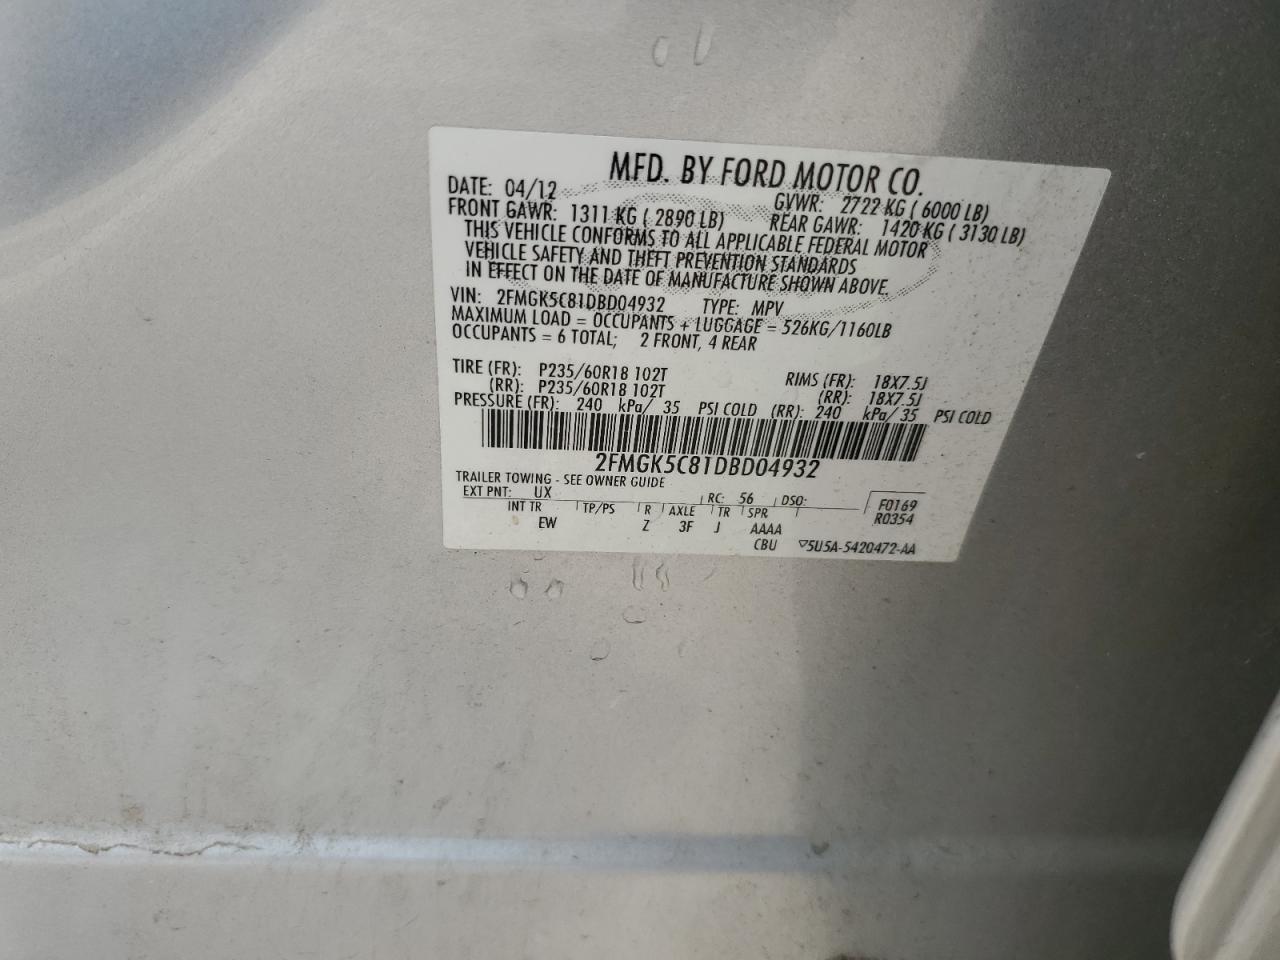 MFD. BY FORD MOTOR CO.
DATE: 04/12 GVWR: 2722 KG ( 6000 LB)
FRONT GAWR: 1311 KG ( 2890 LB) REAR GAWR: 1420 KG ( 3130 LB)
THIS VEHICLE CONFORMS TO ALL APPLICABLE FEDERAL MOTOR
VEHICLE SAFETY AND THEFT PREVENTION STANDARDS
IN EFFECT ON THE DATE OF MANUFACTURE SHOWN ABOVE.
VIN: 2FMGK5C81DBD04932 TYPE: MPV
MAXIMUM LOAD = OCCUPANTS + LUGGAGE = 526KG/1160LB
OCCUPANTS = 6 TOTAL; 2 FRONT, 4 REAR
TIRE (FR): P235/60R18 102T RIMS (FR): 18X7.5J
(RR): P235/60R18 102T (RR): 18X7.5J
PRESSURE (FR): 240 kPa/ 35 PSI COLD (RR): 240 kPa/ 35 PSI COLD
2FMGK5C81DBD04932
TRAILER TOWING - SEE OWNER GUIDE
EXT PNT: UX RC: 56 DSO: F0169
INT TR TP/PS R AXLE TR SPR R0354
EW Z 3F J AAAA
CBU ▽5U5A-5420472-AA